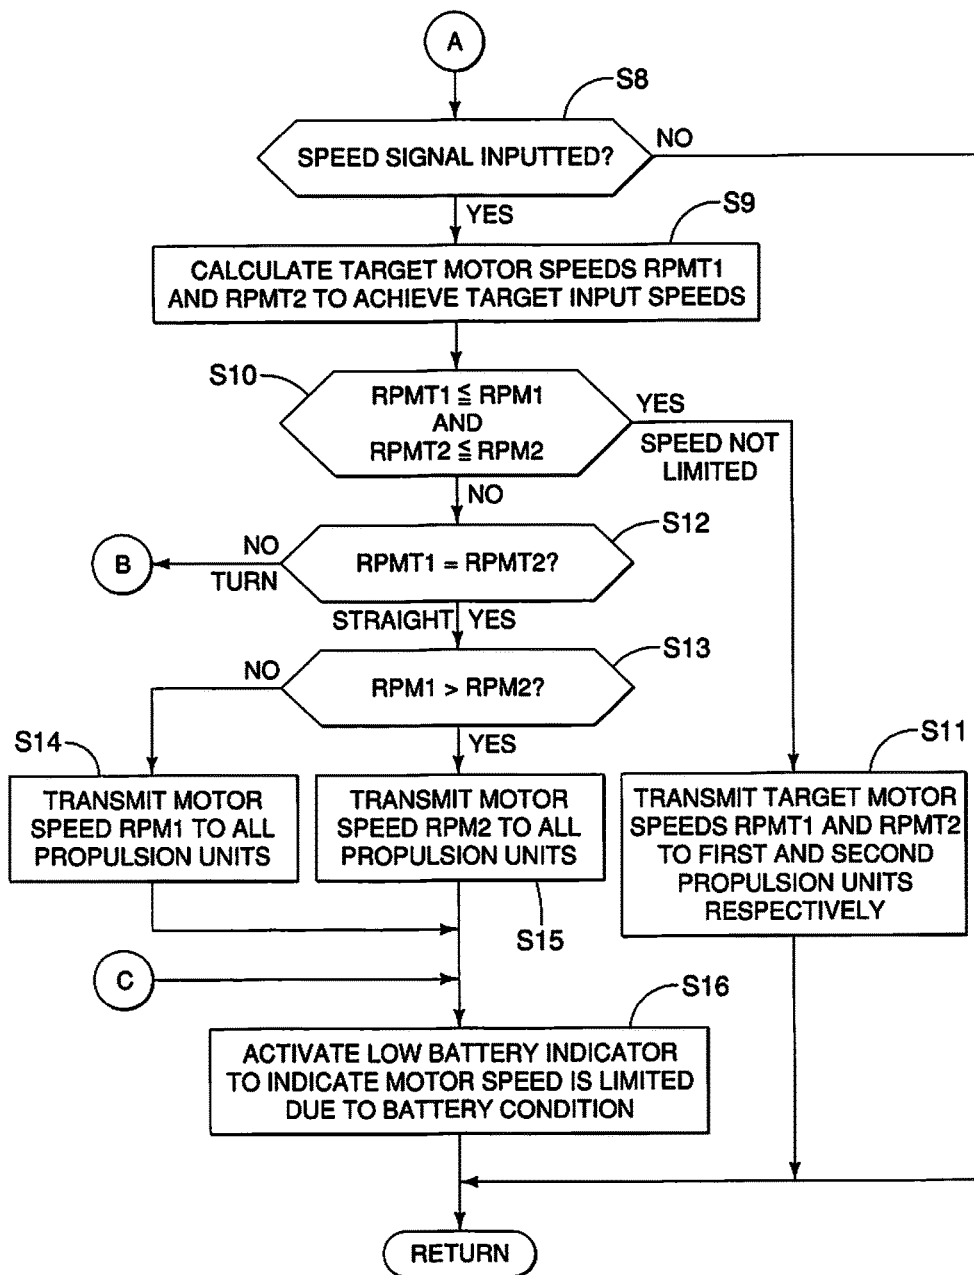 A
S8
SPEED SIGNAL INPUTTED?
NO
YES
S9
CALCULATE TARGET MOTOR SPEEDS RPMT1
AND RPMT2 TO ACHIEVE TARGET INPUT SPEEDS
S10
RPMT1 ≦ RPM1
AND
RPMT2 ≦ RPM2
YES
SPEED NOT
LIMITED
NO
S12
B
NO
TURN
RPMT1 = RPMT2?
STRAIGHT YES
S13
NO
RPM1 > RPM2?
YES
S14
S11
TRANSMIT MOTOR
SPEED RPM1 TO ALL
PROPULSION UNITS
TRANSMIT MOTOR
SPEED RPM2 TO ALL
PROPULSION UNITS
TRANSMIT TARGET MOTOR
SPEEDS RPMT1 AND RPMT2
TO FIRST AND SECOND
PROPULSION UNITS
RESPECTIVELY
S15
C
S16
ACTIVATE LOW BATTERY INDICATOR
TO INDICATE MOTOR SPEED IS LIMITED
DUE TO BATTERY CONDITION
RETURN